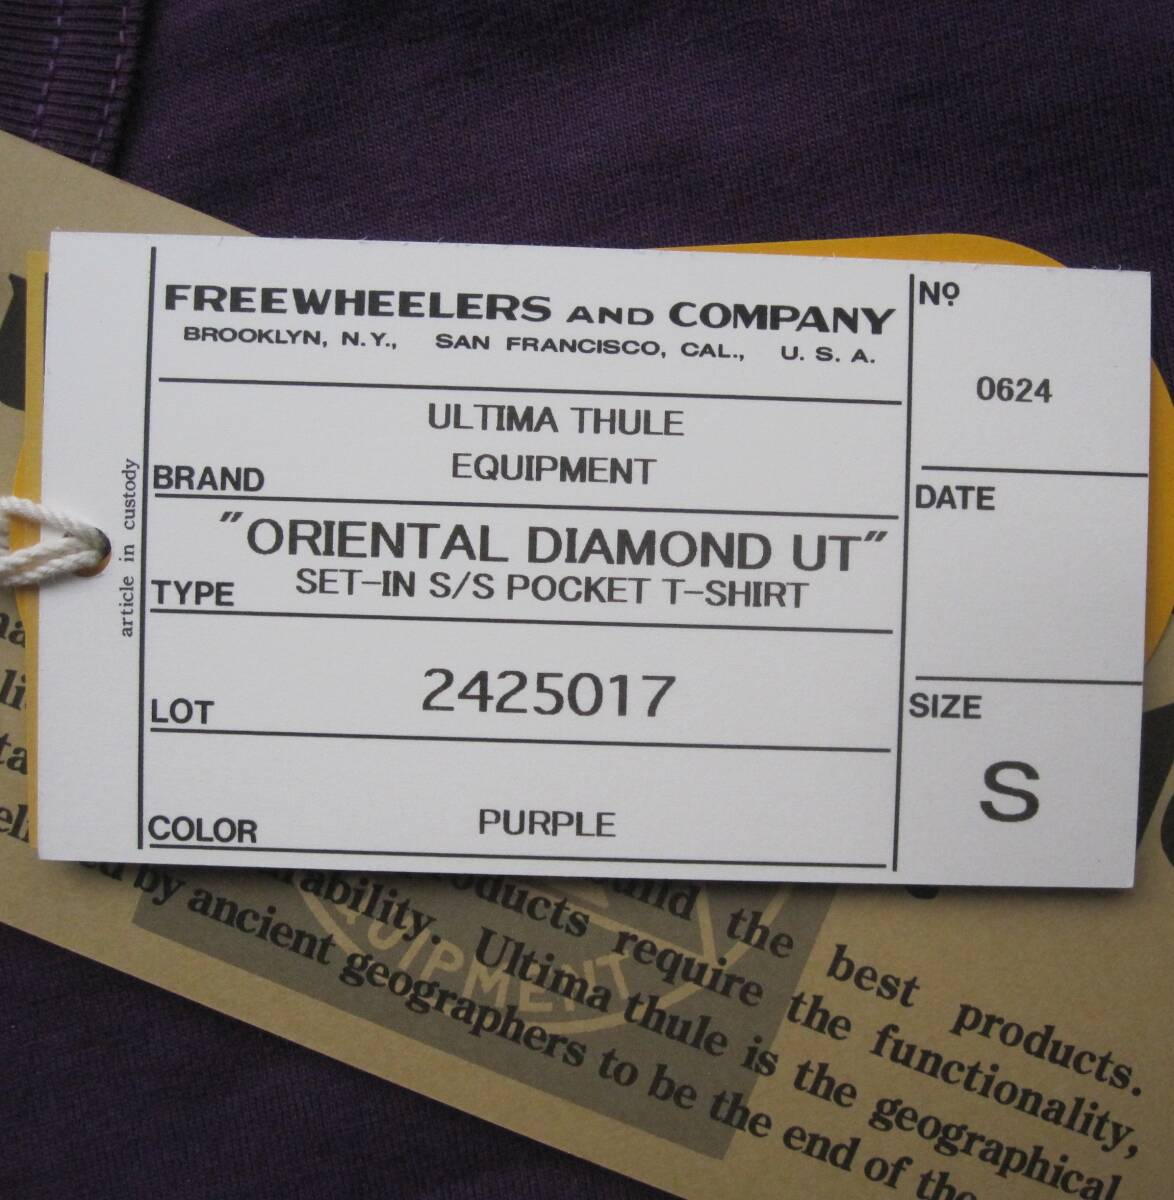 FREEWHEELERS AND COMPANY
BROOKLYN, N.Y., SAN FRANCISCO, CAL., U. S. A.
ULTIMA THULE
EQUIPMENT
BRAND
"ORIENTAL DIAMOND UT"
SET-IN S/S POCKET T-SHIRT
TYPE
2425017
LOT
PURPLE
COLOR
article in custody
Nº
0624
DATE
SIZE
S
the best products.
products require the functionality,
Ultima thule is the geographical
by ancient geographers to be the end of the
EQUIPMENT